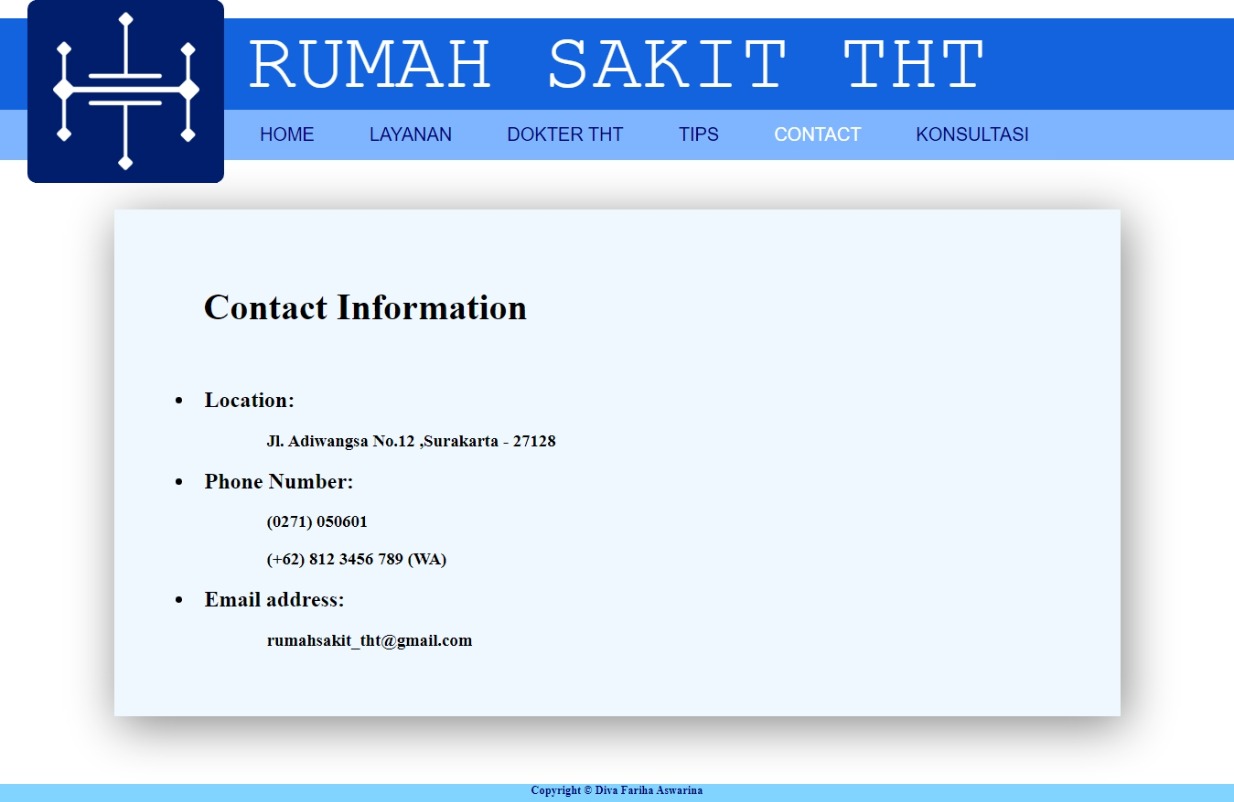 RUMAH SAKIT THT
HOME LAYANAN DOKTER THT TIPS CONTACT KONSULTASI
Contact Information
• Location:
Jl. Adiwangsa No.12 ,Surakarta - 27128
• Phone Number:
(0271) 050601
(+62) 812 3456 789 (WA)
• Email address:
rumahsakit_tht@gmail.com
Copyright © Diva Fariha Aswarina